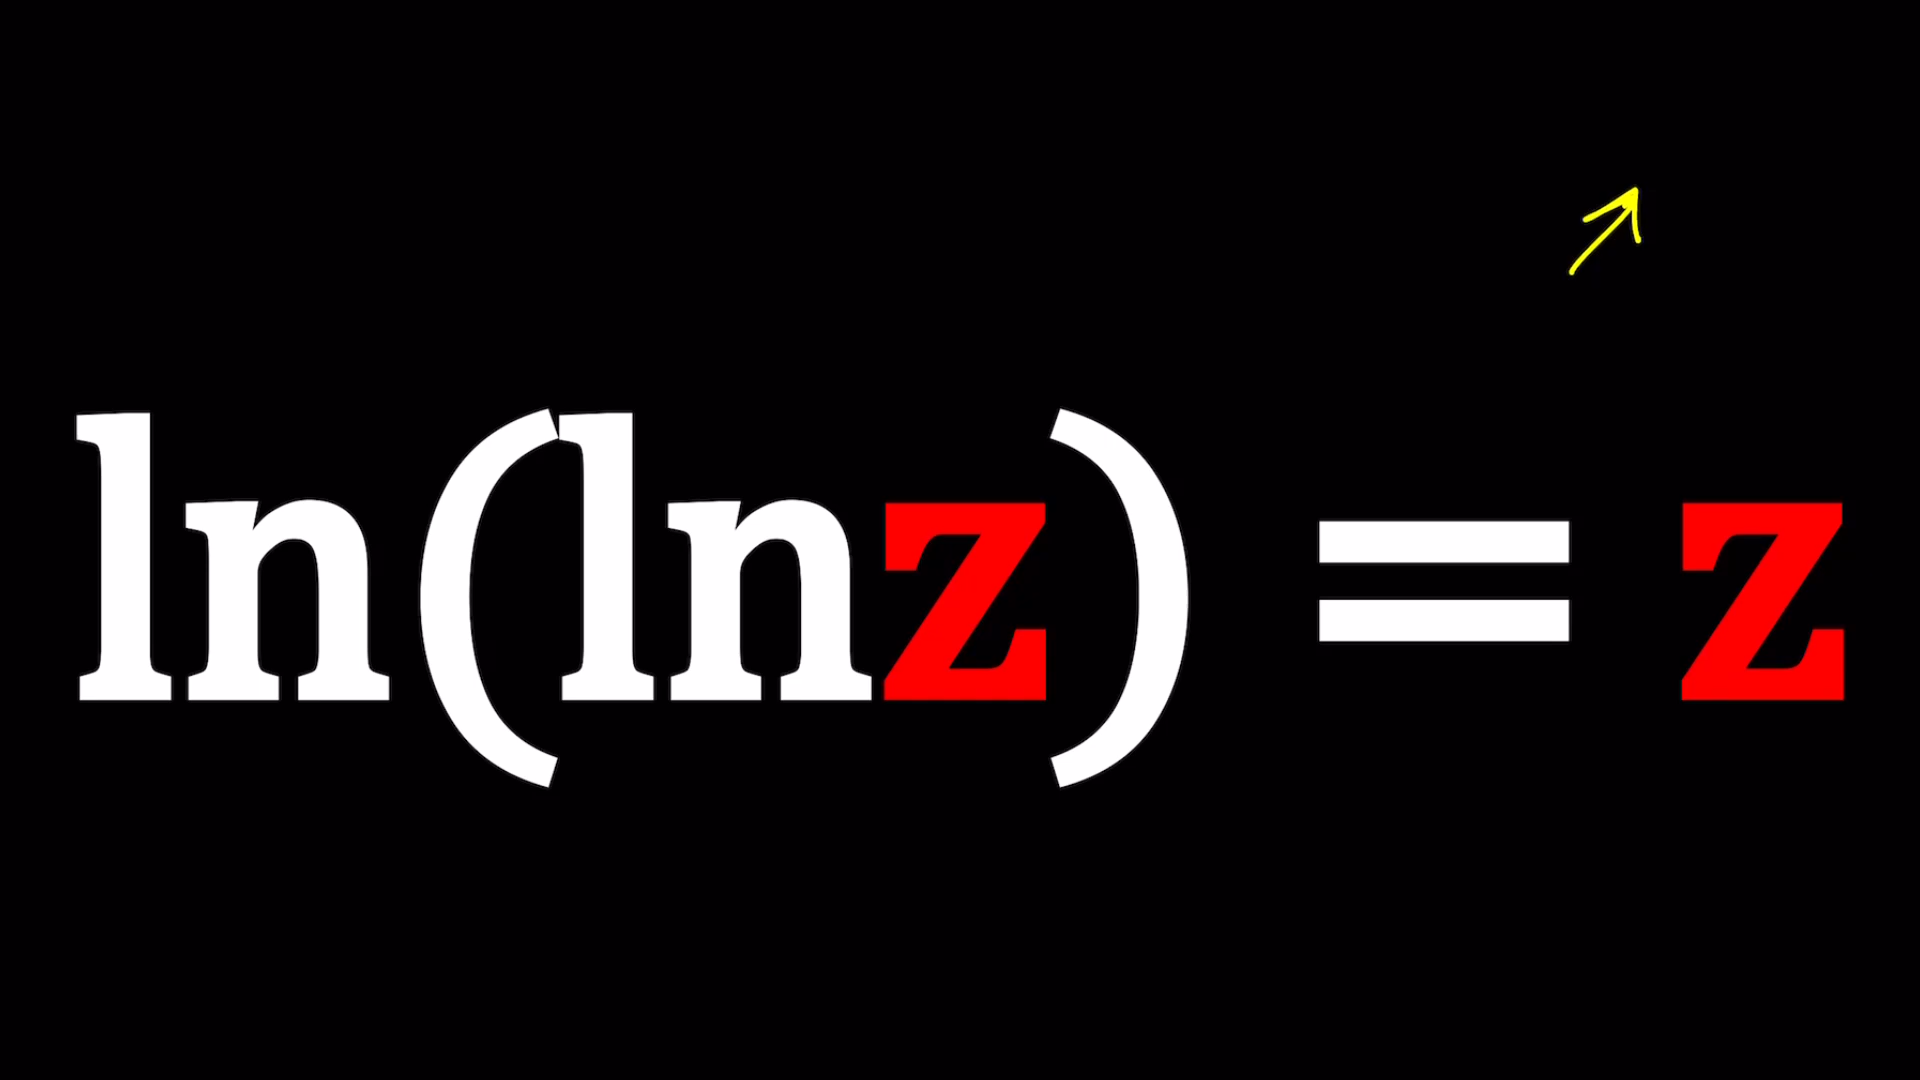 ln(lnz) = z